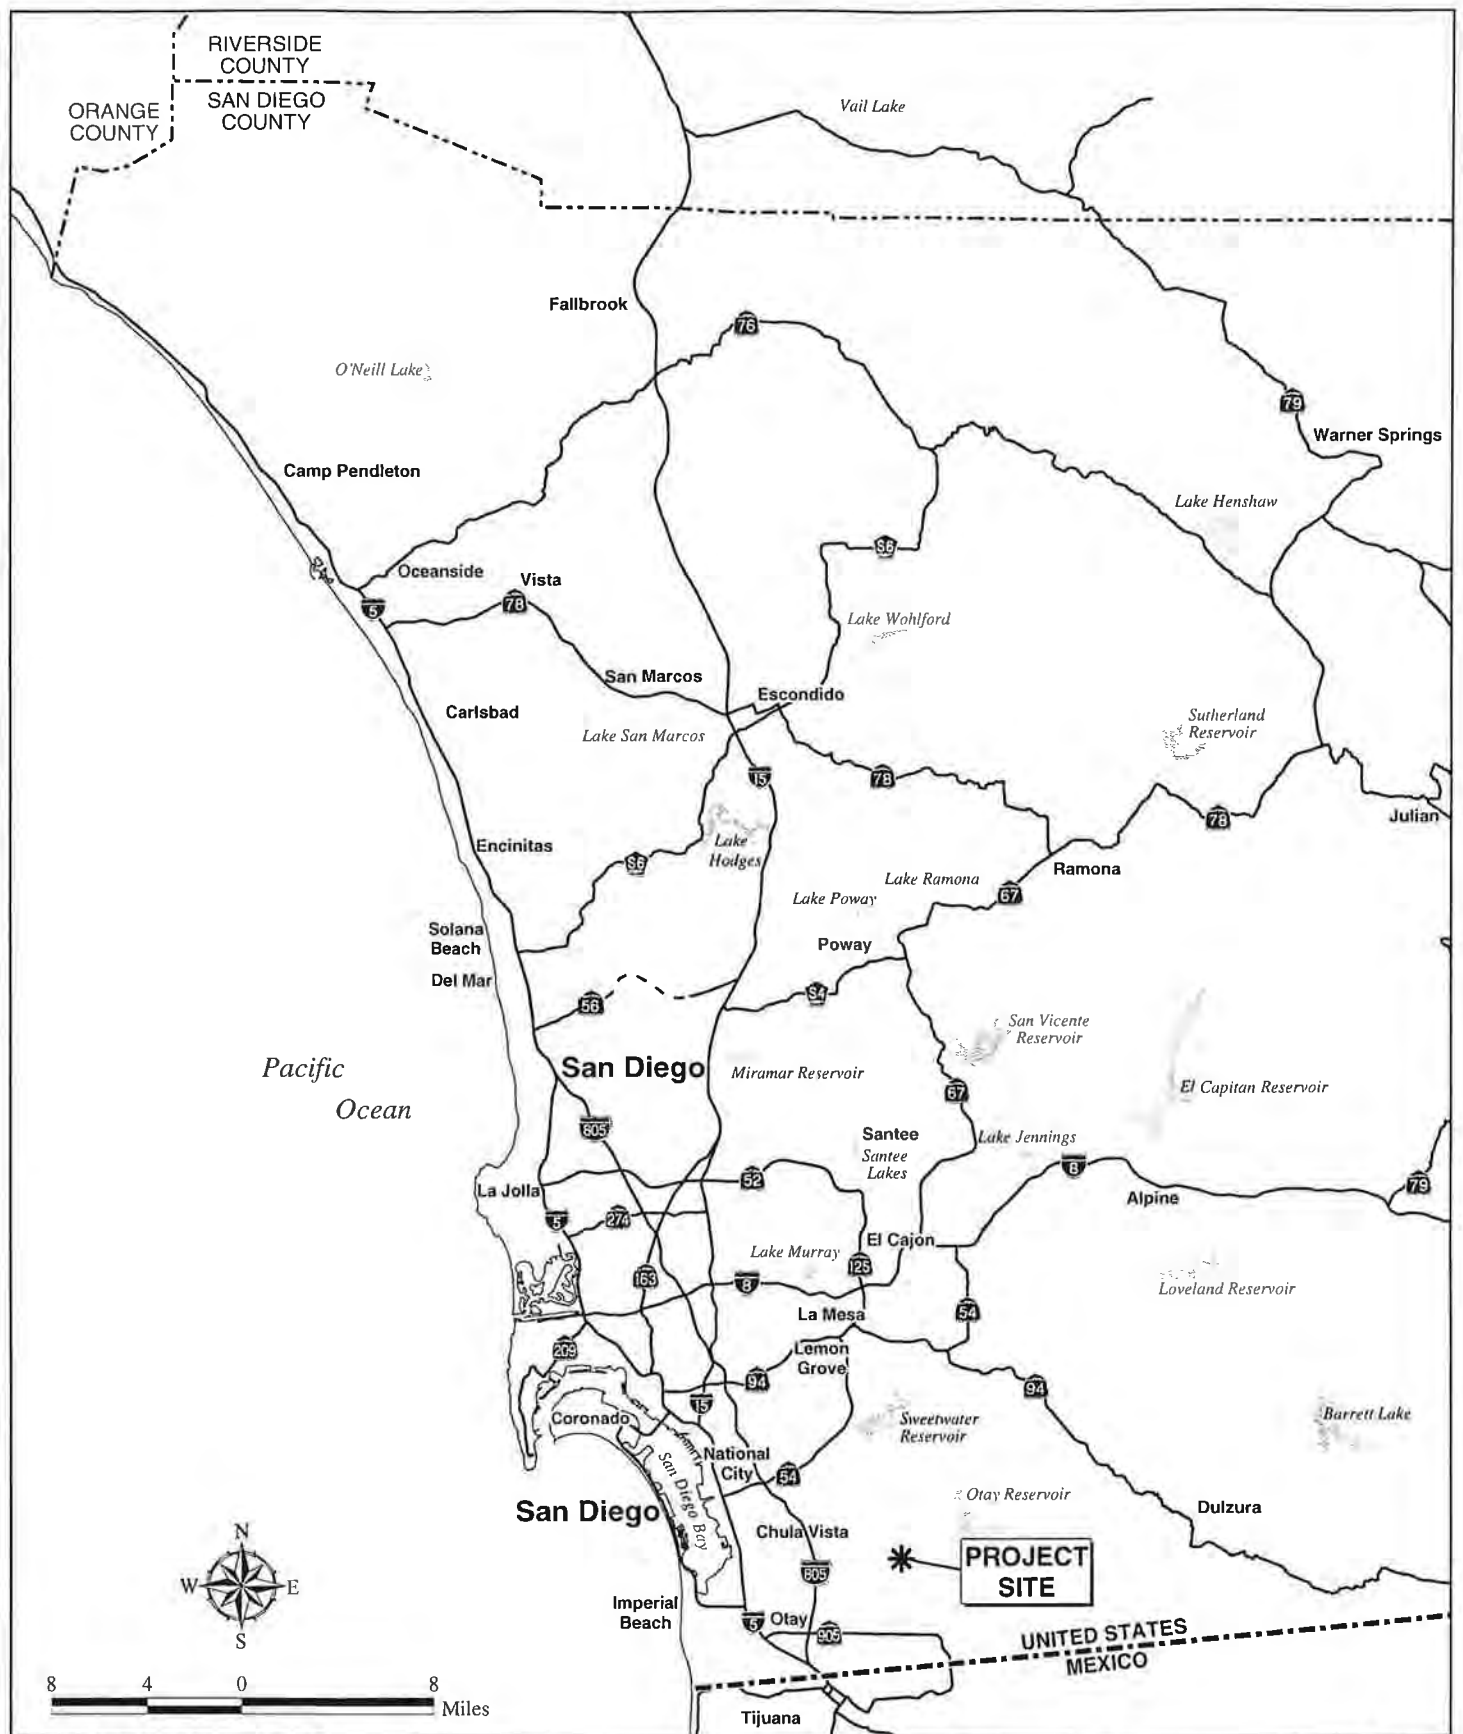 RIVERSIDE
COUNTY
ORANGE
COUNTY
SAN DIEGO
COUNTY
Vail Lake
Fallbrook
76
O'Neill Lake
79
Warner Springs
Camp Pendleton
Lake Henshaw
S6
Oceanside
Vista
78
5
Lake Wohlford
San Marcos
Escondido
Carlsbad
Sutherland
Reservoir
Lake San Marcos
15
78
78
Julian
Encinitas
Lake
Hodges
S6
Ramona
Lake Ramona
67
Lake Poway
Solana
Beach
Poway
Del Mar
56
S4
San Vicente
Reservoir
Pacific
Ocean
San Diego
Miramar Reservoir
El Capitan Reservoir
67
805
Santee
Santee
Lakes
Lake Jennings
8
La Jolla
52
Alpine
79
5
274
El Cajon
Lake Murray
125
163
8
Loveland Reservoir
La Mesa
54
209
Lemon
Grove
94
94
15
Coronado
Sweetwater
Reservoir
Barrett Lake
National
City
54
San Diego Bay
Otay Reservoir
San Diego
Dulzura
Chula Vista
PROJECT
SITE
805
N
W
E
S
Imperial
Beach
5
Otay
905
UNITED STATES
MEXICO
8
4
0
8
Miles
Tijuana